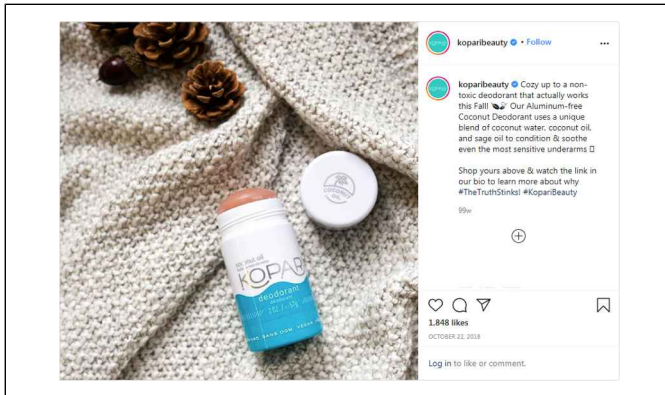 koparibeauty • Follow
koparibeauty Cozy up to a non-
toxic deodorant that actually works
this Fall! Our Aluminum-free
Coconut Deodorant uses a unique
blend of coconut water, coconut oil,
and sage oil to condition & soothe
even the most sensitive underarms
Shop yours above & watch the link in
our bio to learn more about why
#TheTruthStinks! #KopariBeauty
99w
KOPARI
deodorant
1,848 likes
Log in to like or comment.